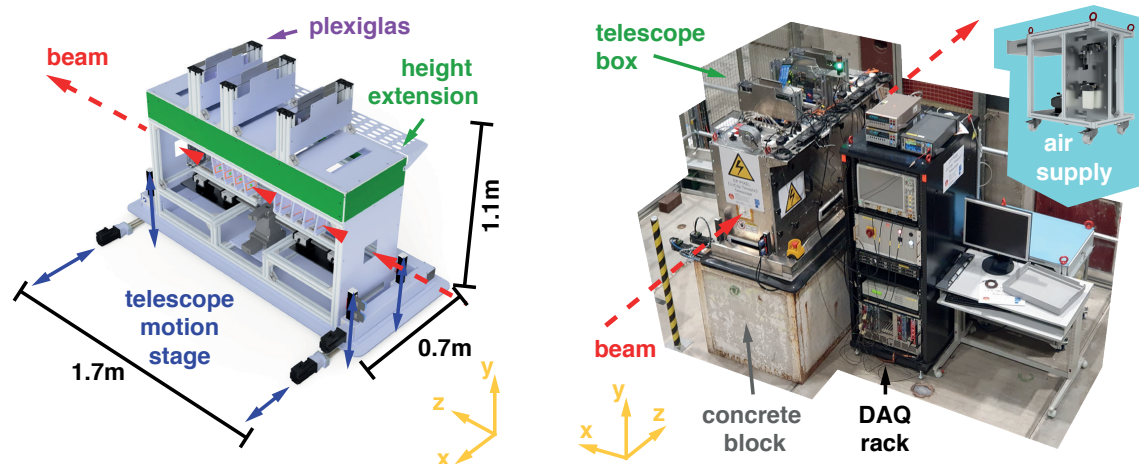 plexiglas
beam
height
extension
1.1m
telescope
motion
stage
1.7m
0.7m
y
z
x
telescope
box
air
supply
beam
concrete
block
DAQ
rack
y
x
z